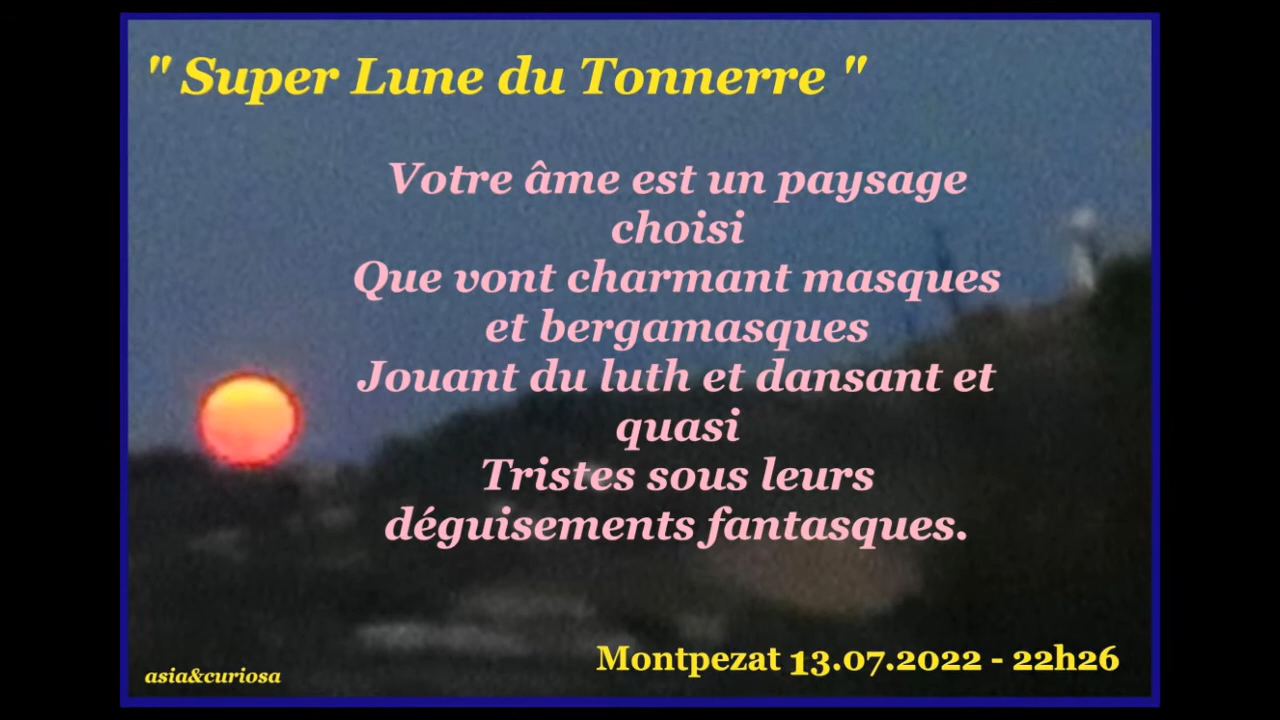 " Super Lune du Tonnerre "
Votre âme est un paysage
choisi
Que vont charmant masques
et bergamasques
Jouant du luth et dansant et
quasi
Tristes sous leurs
déguisements fantasques.
Montpezat 13.07.2022 - 22h26
asia&curiosa